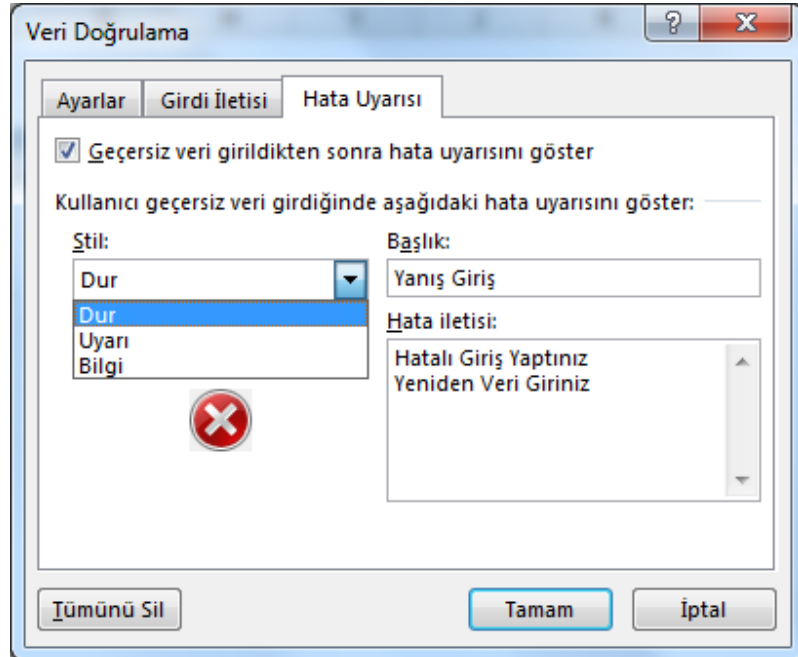 Veri Doğrulama
Ayarlar
Girdi İletisi
Hata Uyarısı
Geçersiz veri girildikten sonra hata uyarısını göster
Kullanıcı geçersiz veri girdiğinde aşağıdaki hata uyarısını göster:
Stil:
Dur
Dur
Uyarı
Bilgi
Başlık:
Yanış Giriş
Hata iletisi:
Hatalı Giriş Yaptınız
Yeniden Veri Giriniz
Tümünü Sil
Tamam
İptal